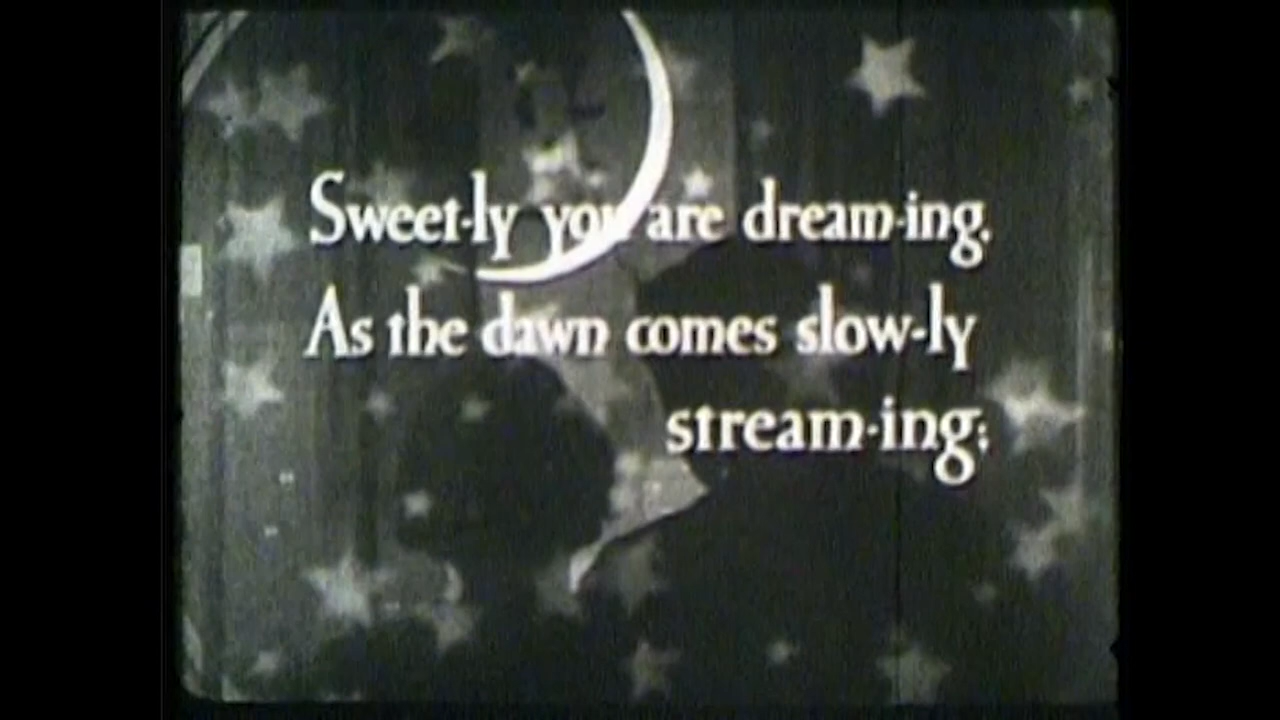 Sweet-ly you are dream-ing,
As the dawn comes slow-ly
stream-ing;